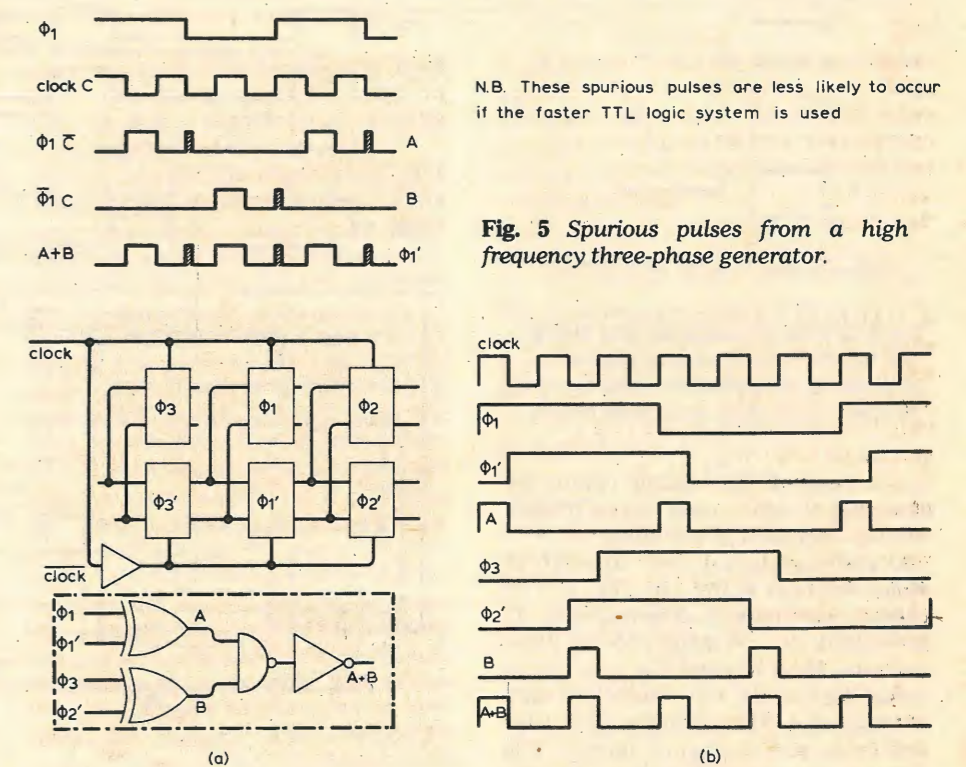 Φ1
clock C
Φ1 C̅ A
Φ̅1 C B
A+B Φ1'
N.B. These spurious pulses are less likely to occur
if the faster TTL logic system is used
Fig. 5 Spurious pulses from a high
frequency three-phase generator.
clock
Φ3 Φ1 Φ2
Φ3' Φ1' Φ2'
c̅l̅o̅c̅k̅
Φ1
Φ1'
Φ3
Φ2'
A
B
A+B
(a)
clock
Φ1
Φ1'
A
Φ3
Φ2'
B
A+B
(b)